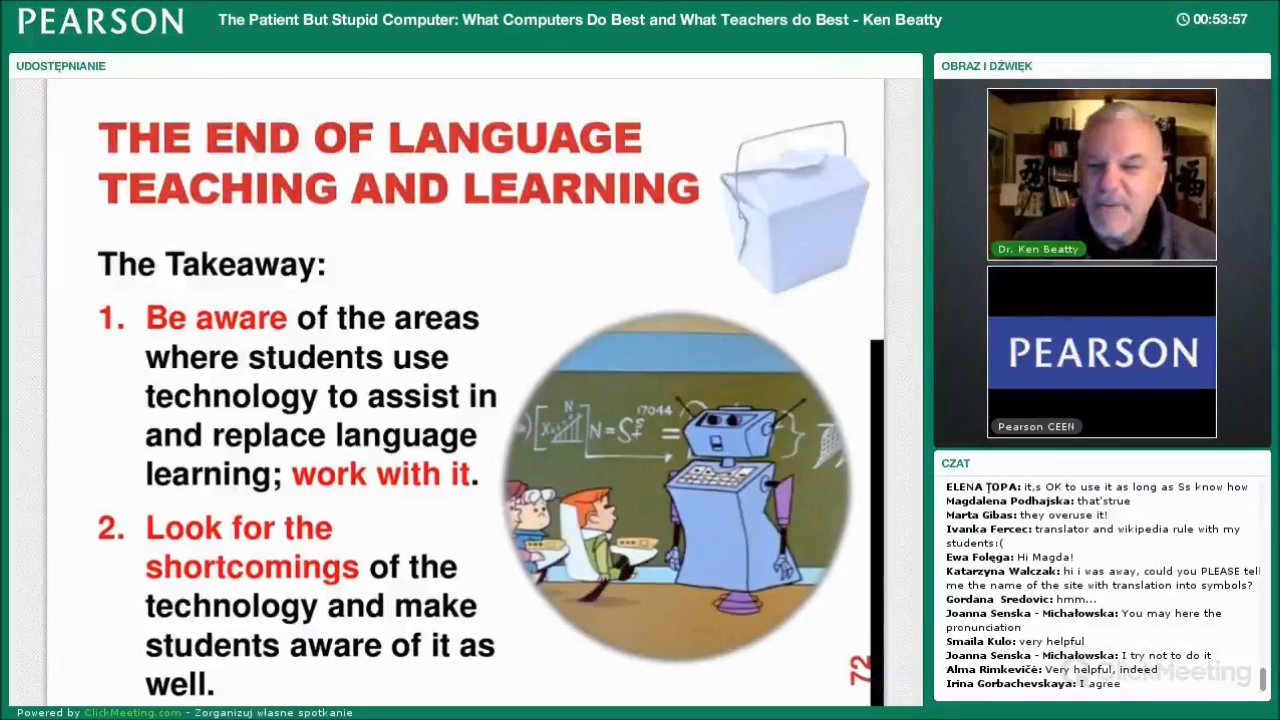 PEARSON
The Patient But Stupid Computer: What Computers Do Best and What Teachers do Best - Ken Beatty
00:53:57
UDOSTĘPNIANIE
THE END OF LANGUAGE
TEACHING AND LEARNING
The Takeaway:
1. Be aware of the areas
where students use
technology to assist in
and replace language
learning; work with it.
2. Look for the
shortcomings of the
technology and make
students aware of it as
well.
17044
N
N=S
72
OBRAZ I DŹWIĘK
Dr. Ken Beatty
PEARSON
Pearson CEEN
CZAT
ELENA ȚOPA: it,s OK to use it as long as Ss know how
Magdalena Podhajska: that'strue
Marta Gibas: they overuse it!
Ivanka Fercec: translator and wikipedia rule with my
students:(
Ewa Folęga: Hi Magda!
Katarzyna Walczak: hi i was away, could you PLEASE tell
me the name of the site with translation into symbols?
Gordana Sredovic: hmm...
Joanna Senska - Michałowska: You may here the
pronunciation
Smaila Kulo: very helpful
Joanna Senska - Michałowska: I try not to do it
Alma Rimkevičė: Very helpful, indeed
Irina Gorbachevskaya: I agree
ClickMeeting
Powered by ClickMeeting.com - Zorganizuj własne spotkanie